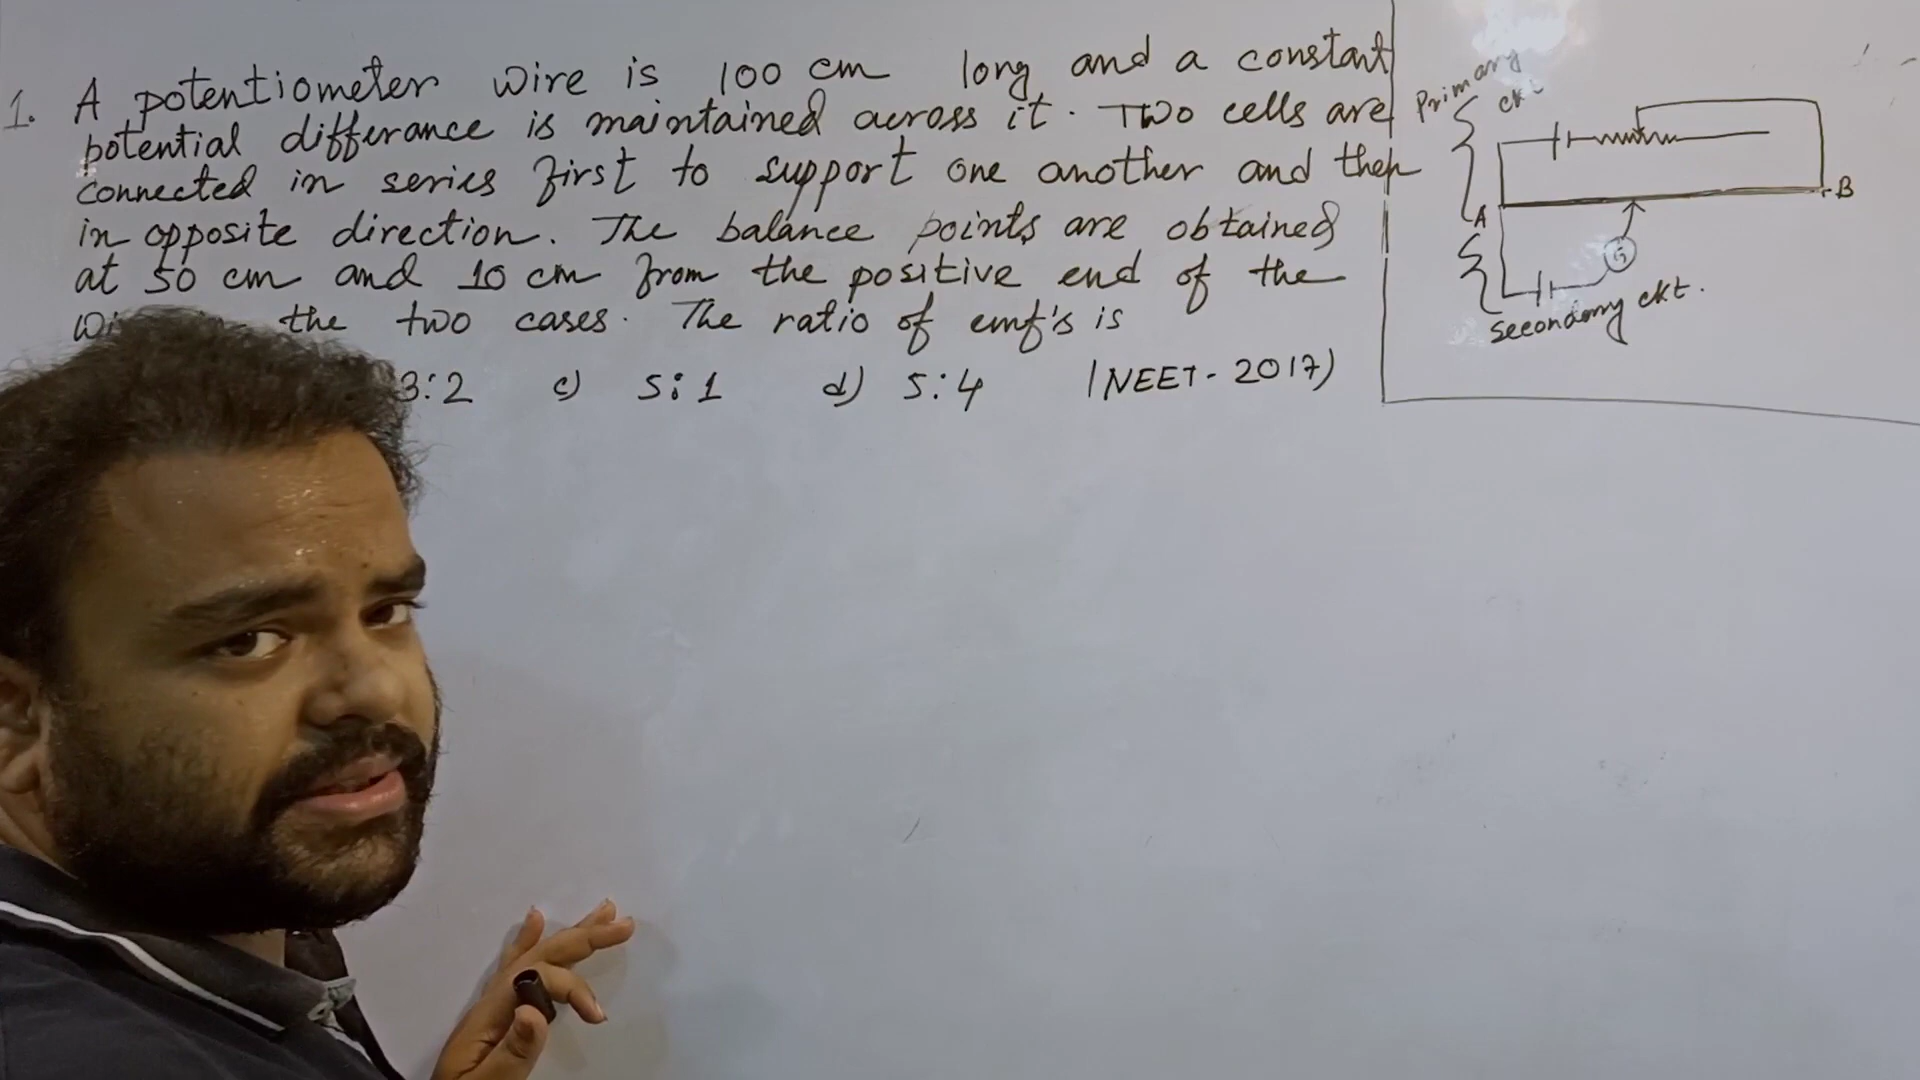 1. A potentiometer wire is 100 cm long and a constant
potential differance is maintained across it. Two cells are
connected in series first to support one another and then
in opposite direction. The balance points are obtained
at 50 cm and 10 cm from the positive end of the
the two cases. The ratio of emf's is
3:2 c) 5:1 d) 5:4 (NEET- 2017)
Primary
ckt
A
B
G
Secondary ckt.